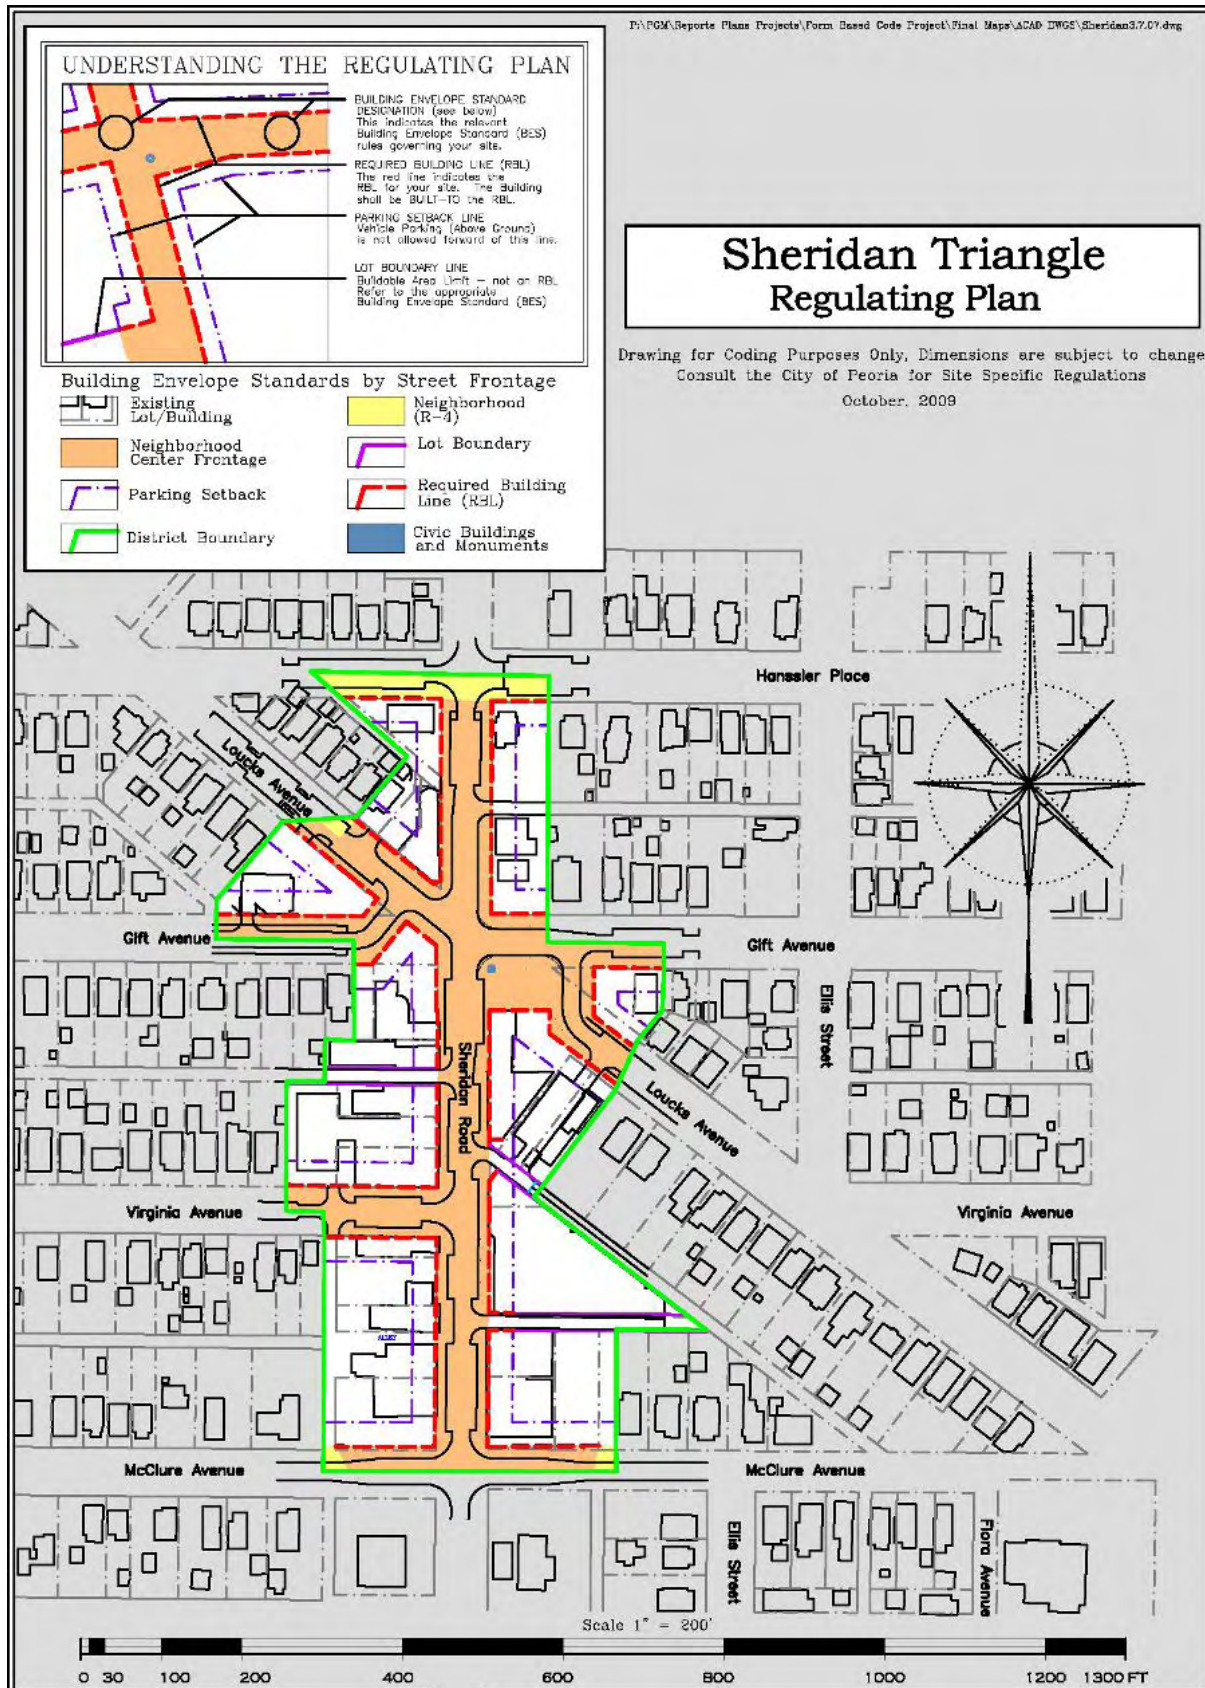 P:\PGM\Reports Plans Projects\Form Based Code Project\Final Maps\ACAD DWGS\Sheridan3.7.07.dwg
UNDERSTANDING THE REGULATING PLAN
BUILDING ENVELOPE STANDARD
DESIGNATION (see below)
This indicates the relevant
Building Envelope Standard (BES)
rules governing your site.
REQUIRED BUILDING LINE (RBL)
The red line indicates the
RBL for your site. The Building
shall be BUILT-TO the RBL.
PARKING SETBACK LINE
Vehicle Parking (Above Ground)
is not allowed forward of this line.
LOT BOUNDARY LINE
Buildable Area Limit — not an RBL
Refer to the appropriate
Building Envelope Standard (BES)
Building Envelope Standards by Street Frontage
Existing
Lot/Building
Neighborhood
(R-4)
Neighborhood
Center Frontage
Lot Boundary
Parking Setback
Required Building
Line (RBL)
District Boundary
Civic Buildings
and Monuments
Sheridan Triangle
Regulating Plan
Drawing for Coding Purposes Only, Dimensions are subject to change
Consult the City of Peoria for Site Specific Regulations
October, 2009
Hanssler Place
Loucks Avenue
Gift Avenue
Gift Avenue
Ellis Street
Sheridan Road
Loucks Avenue
Virginia Avenue
Virginia Avenue
ALLEY
McClure Avenue
McClure Avenue
Ellis Street
Flora Avenue
Scale 1" = 200'
0 30 100 200 400 600 800 1000 1200 1300 FT